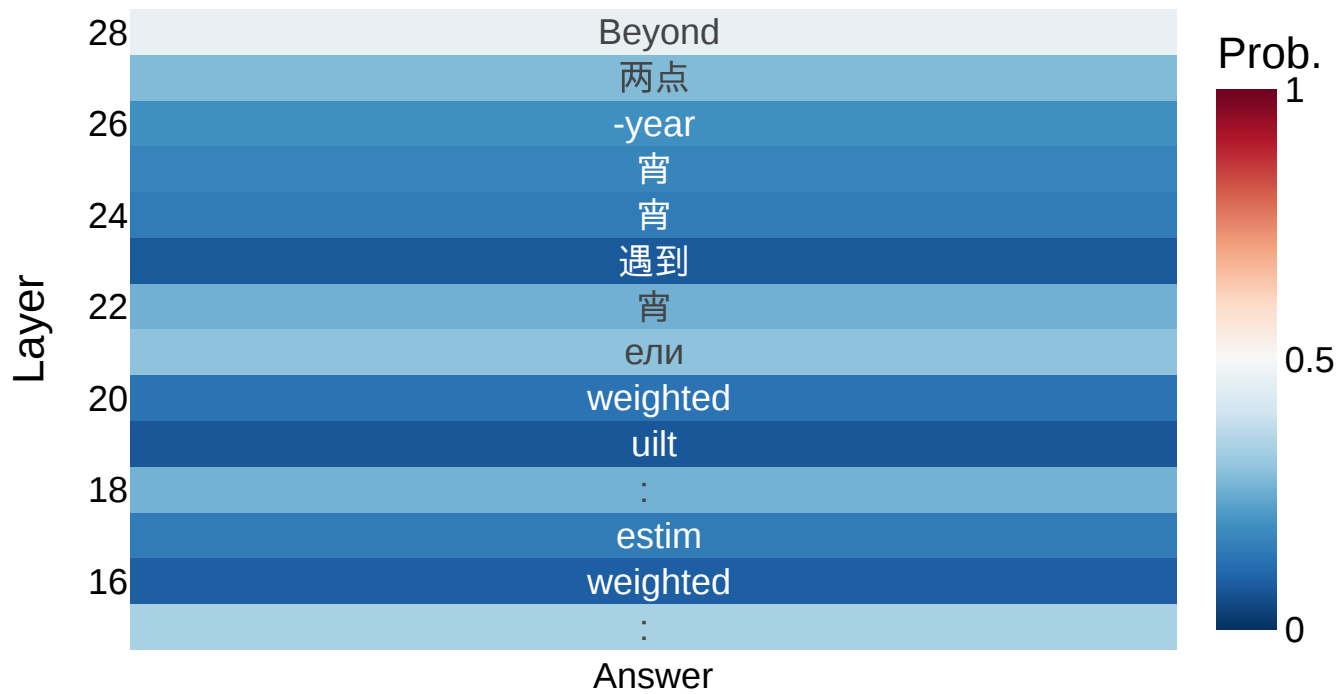 28 Beyond Prob.
两点 1
26 -year
宵
24 宵
遇到
22 宵
ели 0.5
20 weighted
uilt
18 :
estim
16 weighted
: 0
Layer
Answer